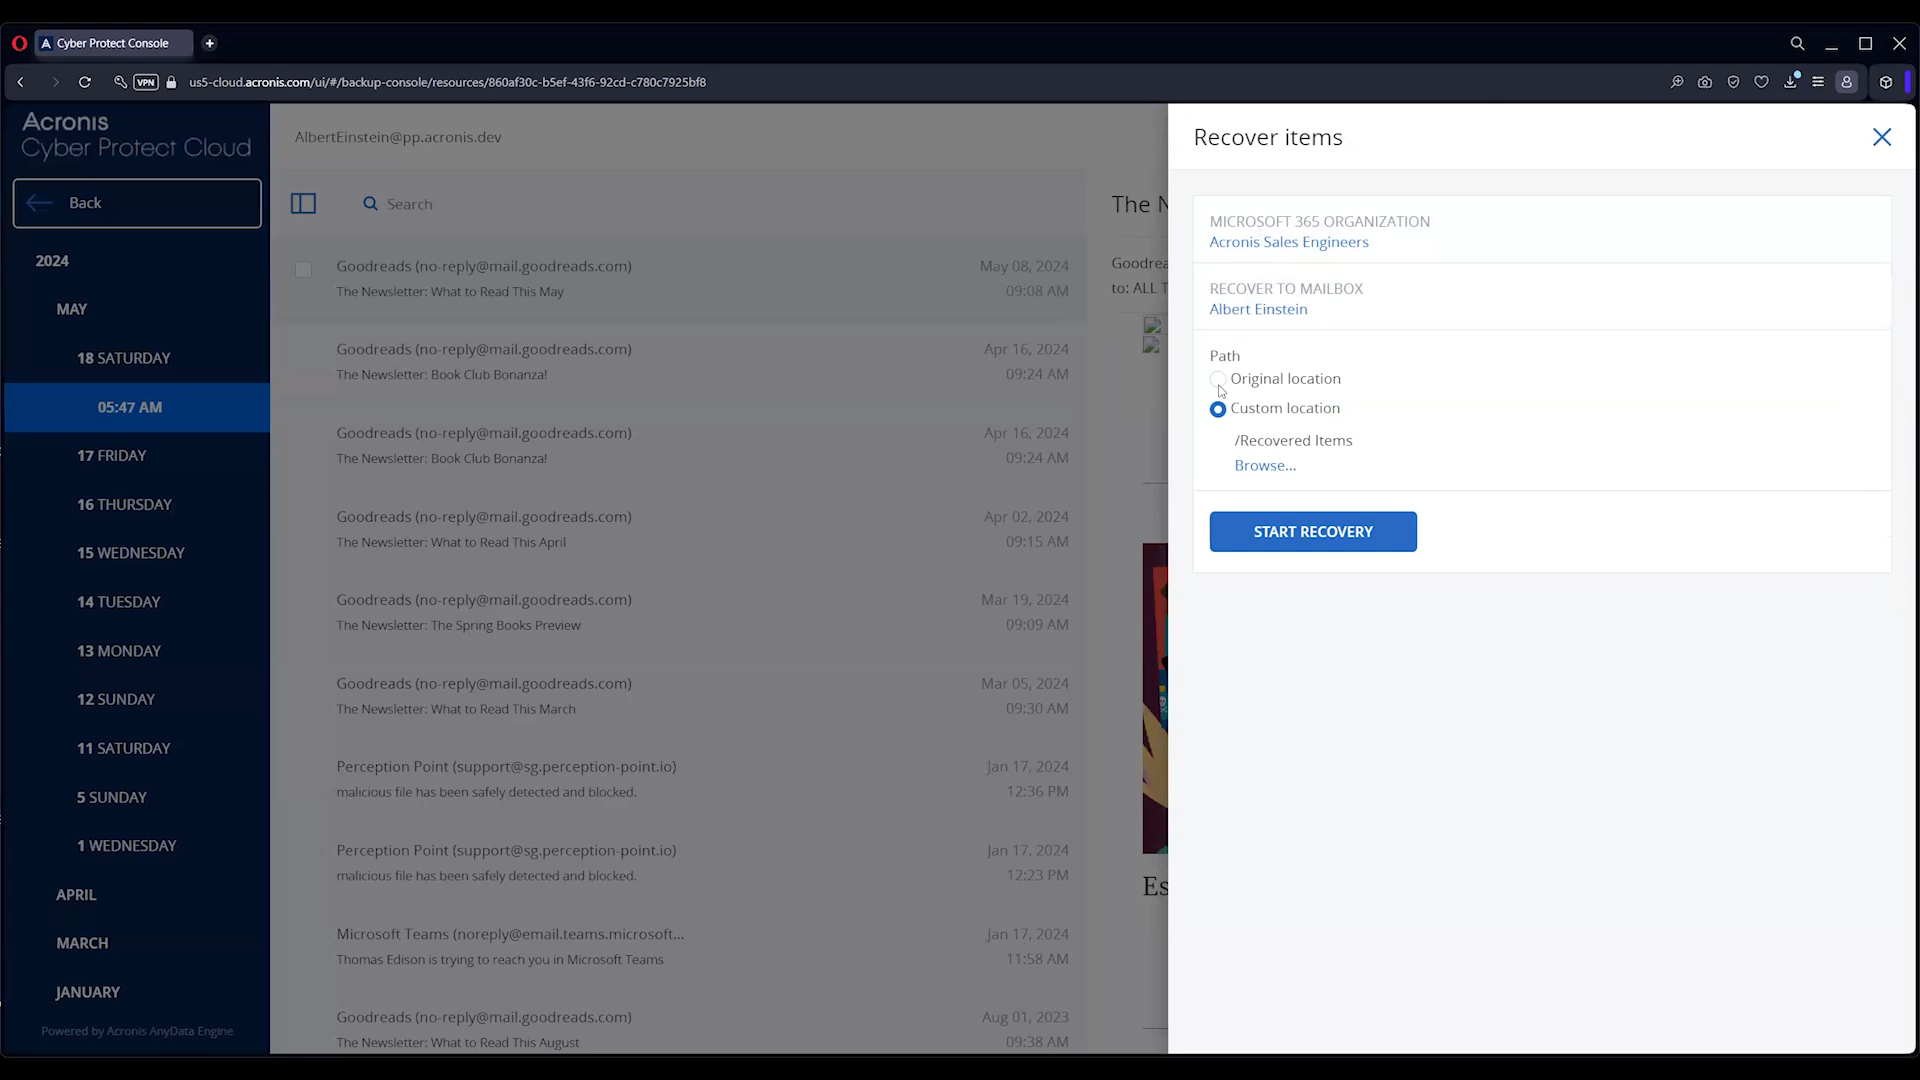 Cyber Protect Console
VPN
us5-cloud.acronis.com/ui/#/backup-console/resources/860af30c-b5ef-43f6-92cd-c780c7925bf8
Acronis
Cyber Protect Cloud
Back
2024
MAY
18 SATURDAY
05:47 AM
17 FRIDAY
16 THURSDAY
15 WEDNESDAY
14 TUESDAY
13 MONDAY
12 SUNDAY
11 SATURDAY
5 SUNDAY
1 WEDNESDAY
APRIL
MARCH
JANUARY
Powered by Acronis AnyData Engine
AlbertEinstein@pp.acronis.dev
Search
Goodreads (no-reply@mail.goodreads.com) May 08, 2024
The Newsletter: What to Read This May 09:08 AM
Goodreads (no-reply@mail.goodreads.com) Apr 16, 2024
The Newsletter: Book Club Bonanza! 09:24 AM
Goodreads (no-reply@mail.goodreads.com) Apr 16, 2024
The Newsletter: Book Club Bonanza! 09:24 AM
Goodreads (no-reply@mail.goodreads.com) Apr 02, 2024
The Newsletter: What to Read This April 09:15 AM
Goodreads (no-reply@mail.goodreads.com) Mar 19, 2024
The Newsletter: The Spring Books Preview 09:09 AM
Goodreads (no-reply@mail.goodreads.com) Mar 05, 2024
The Newsletter: What to Read This March 09:30 AM
Perception Point (support@sg.perception-point.io) Jan 17, 2024
malicious file has been safely detected and blocked. 12:36 PM
Perception Point (support@sg.perception-point.io) Jan 17, 2024
malicious file has been safely detected and blocked. 12:23 PM
Microsoft Teams (noreply@email.teams.microsoft... Jan 17, 2024
Thomas Edison is trying to reach you in Microsoft Teams 11:58 AM
Goodreads (no-reply@mail.goodreads.com) Aug 01, 2023
The Newsletter: What to Read This August 09:38 AM
The N
Goodrea
to: ALL T
Es
Recover items
MICROSOFT 365 ORGANIZATION
Acronis Sales Engineers
RECOVER TO MAILBOX
Albert Einstein
Path
Original location
Custom location
/Recovered Items
Browse...
START RECOVERY